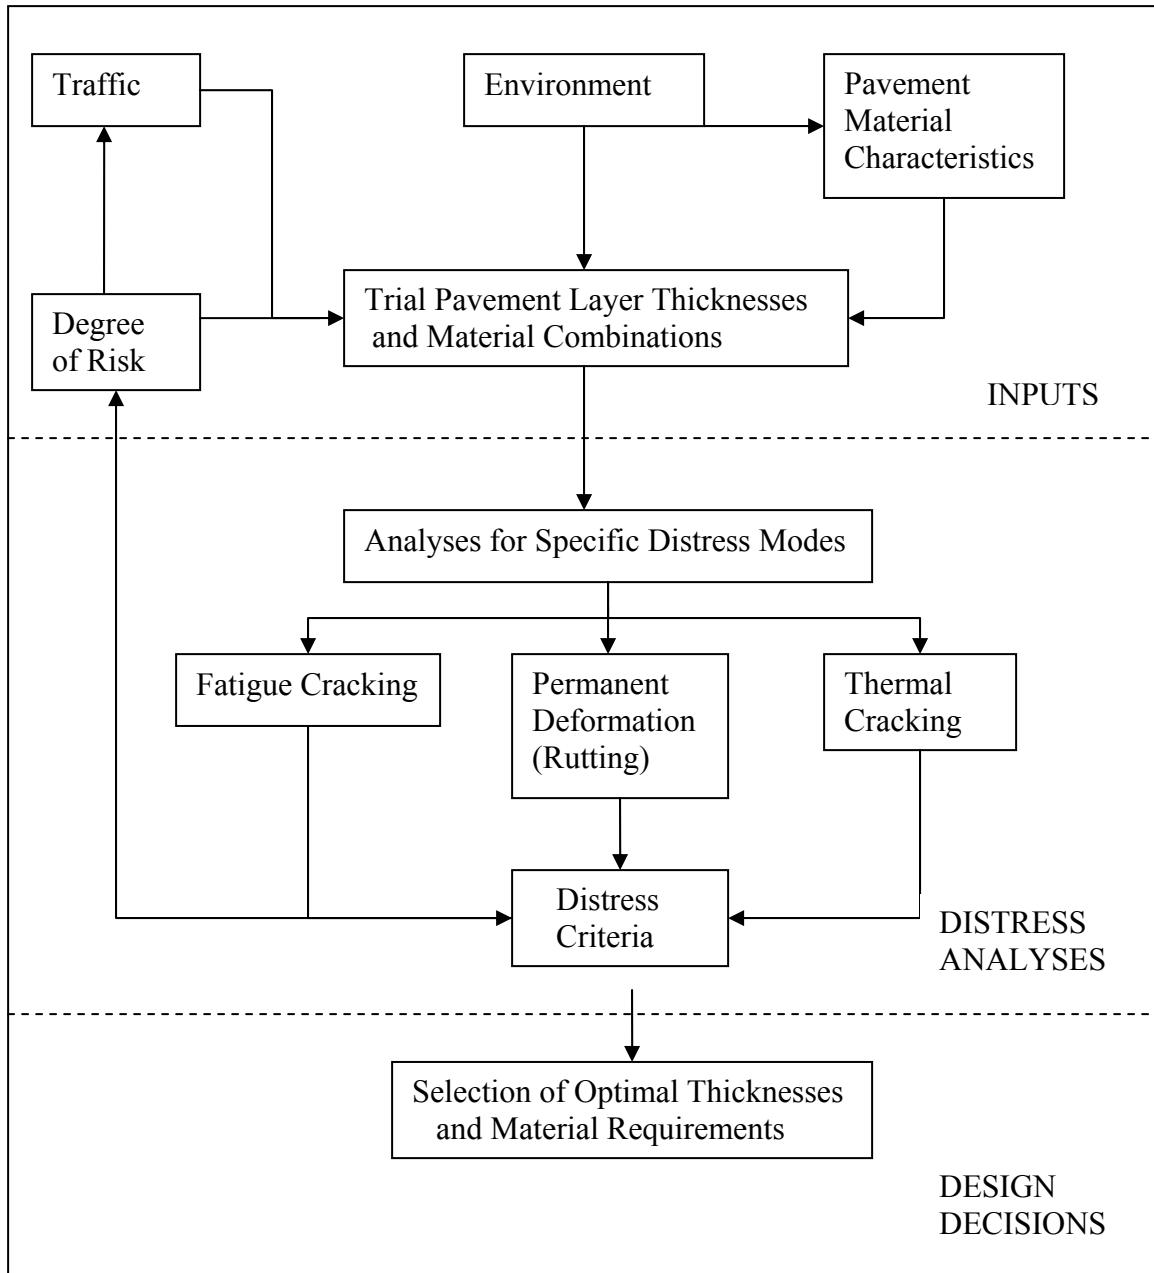 Traffic
Environment
Pavement
Material
Characteristics
Degree
of Risk
Trial Pavement Layer Thicknesses
and Material Combinations
INPUTS
Analyses for Specific Distress Modes
Fatigue Cracking
Permanent
Deformation
(Rutting)
Thermal
Cracking
Distress
Criteria
DISTRESS
ANALYSES
Selection of Optimal Thicknesses
and Material Requirements
DESIGN
DECISIONS